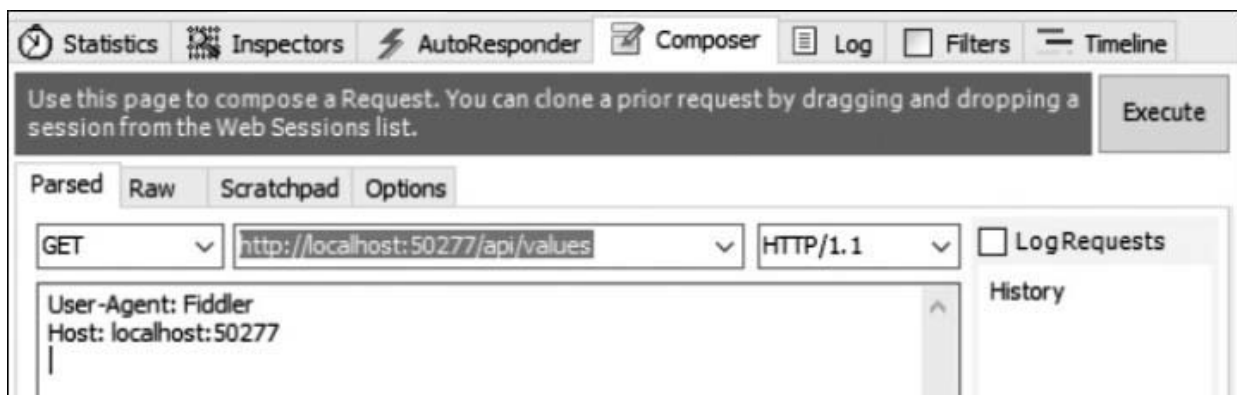 Statistics Inspectors AutoResponder Composer Log Filters Timeline
Use this page to compose a Request. You can clone a prior request by dragging and dropping a
session from the Web Sessions list.
Execute
Parsed Raw Scratchpad Options
GET http://localhost:50277/api/values HTTP/1.1 Log Requests
User-Agent: Fiddler
Host: localhost:50277
History